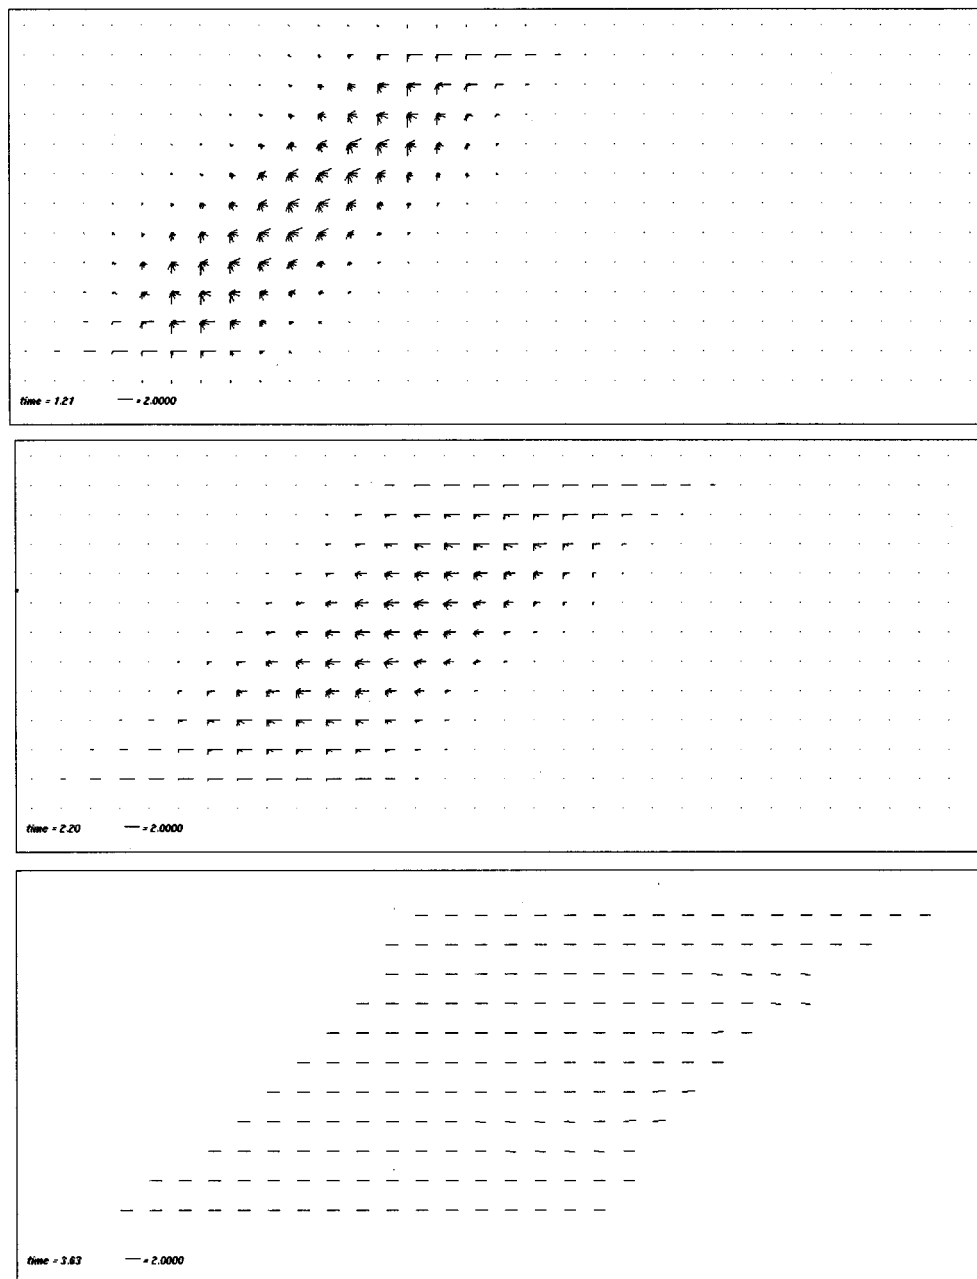 time = 1.21 — = 2.0000
time = 2.20 — = 2.0000
time = 3.63 — = 2.0000